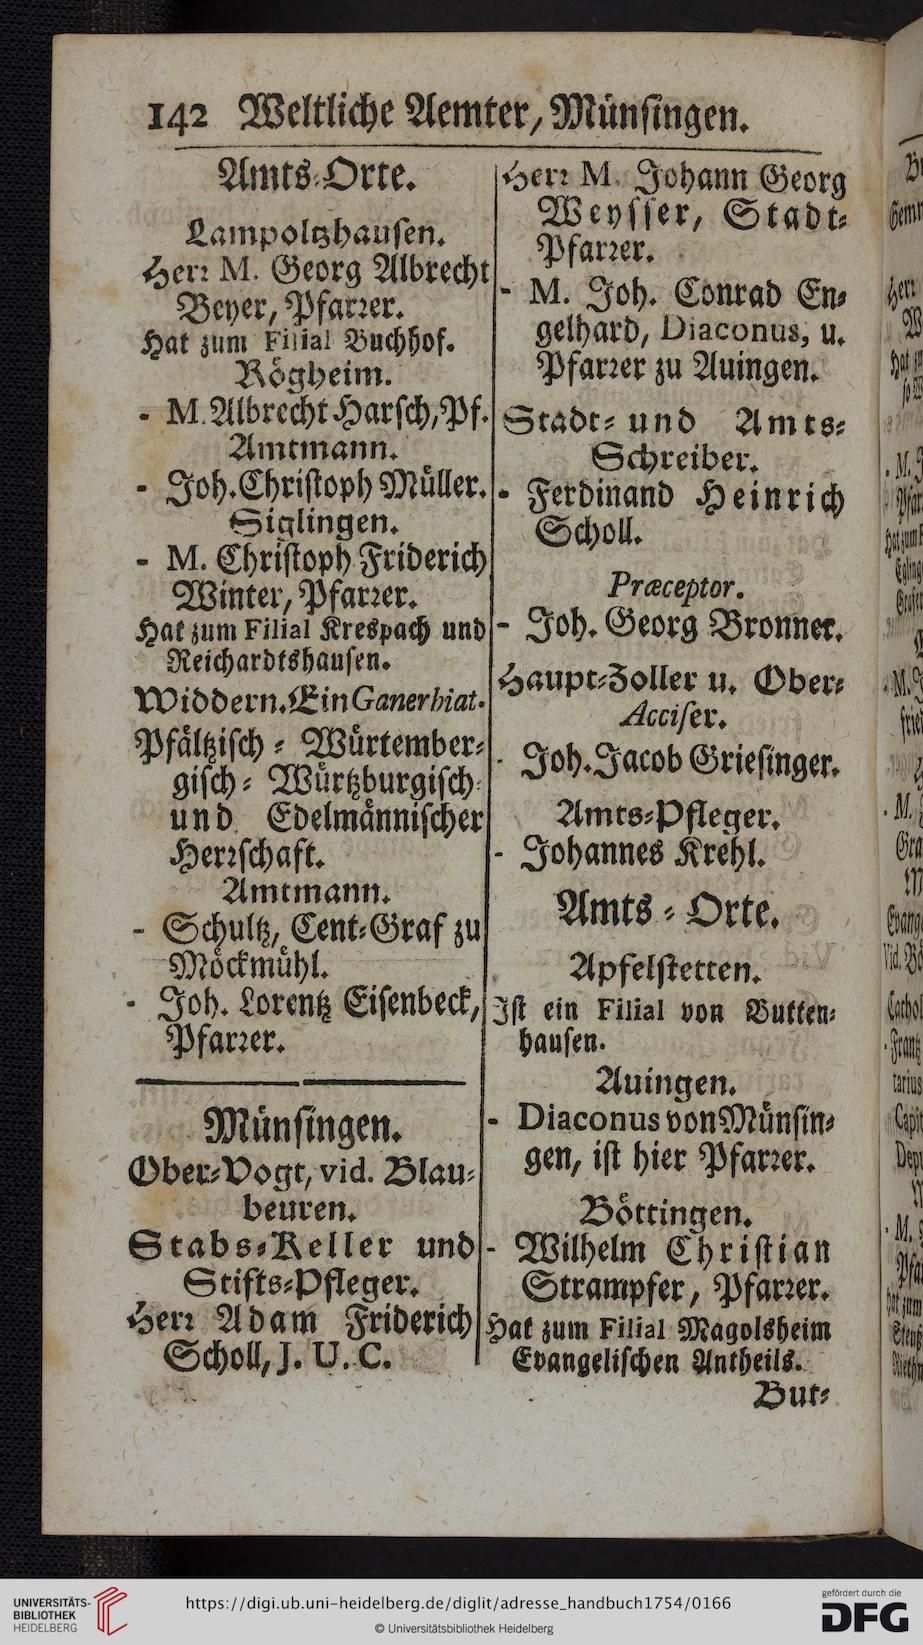 142 Weltliche Aemter, Münsingen.
Amts-Orte.
Lampoltzhausen.
Herr M. Georg Albrecht
Beyer, Pfarrer.
Hat zum Filial Buchhof.
Rögheim.
- M. Albrecht Harsch, Pf.
Amtmann.
- Joh. Christoph Müller.
Siglingen.
- M. Christoph Friderich
Winter, Pfarrer.
Hat zum Filial Krespach und
Reichardtshausen.
Widdern. Ein Ganerbiat.
Pfältzisch - Würtember-
gisch - Würtzburgisch
und Edelmännischer
Herrschaft.
Amtmann.
- Schultz, Cent-Graf zu
Möckmühl.
- Joh. Lorentz Eisenbeck,
Pfarrer.
Münsingen.
Ober-Vogt, vid. Blau-
beuren.
Stabs-Keller und
Stifts-Pfleger.
Herr Adam Friderich
Scholl, J. U. C.
Herr M. Johann Georg
Weysser, Stadt-
Pfarrer.
- M. Joh. Conrad En-
gelhard, Diaconus, u.
Pfarrer zu Auingen.
Stadt- und Amts-
Schreiber.
- Ferdinand Heinrich
Scholl.
Præceptor.
- Joh. Georg Bronner.
Haupt-Zoller u. Ober-
Acciser.
- Joh. Jacob Griesinger.
Amts-Pfleger.
- Johannes Krehl.
Amts - Orte.
Apfelstetten.
Ist ein Filial von Butten-
hausen.
Auingen.
- Diaconus von Münsin-
gen, ist hier Pfarrer.
Böttingen.
- Wilhelm Christian
Strampfer, Pfarrer.
Hat zum Filial Magolsheim
Evangelischen Antheils.
But-
UNIVERSITÄTS-
BIBLIOTHEK
HEIDELBERG
https://digi.ub.uni-heidelberg.de/diglit/adresse_handbuch1754/0166
© Universitätsbibliothek Heidelberg
gefördert durch die
DFG